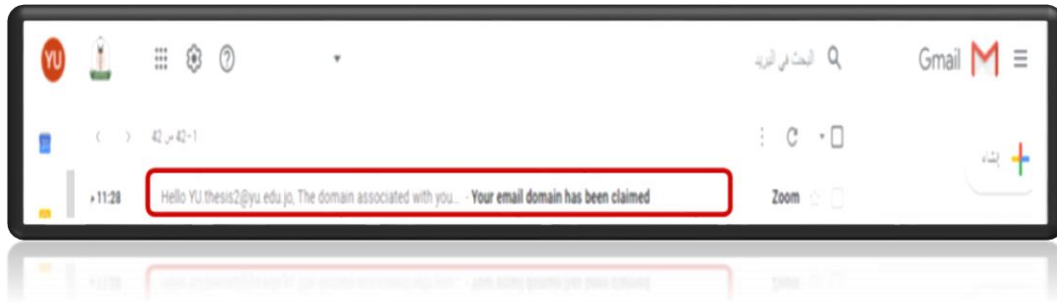 Gmail
البحث في البريد
YU
1-42 من 42
إنشاء
Zoom
Your email domain has been claimed - Hello YU.thesis2@yu.edu.jo, The domain associated with you...
11:28 م